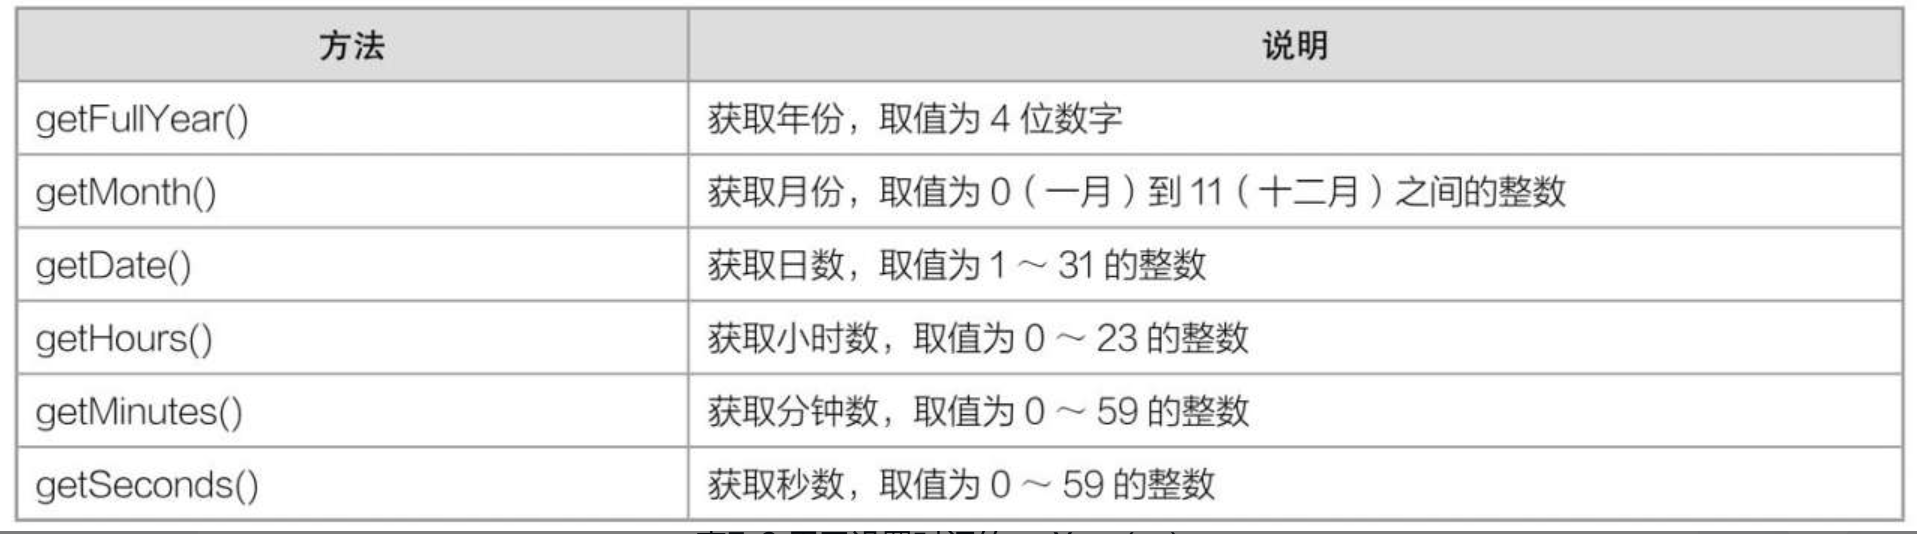 方法 说明
getFullYear() 获取年份，取值为 4 位数字
getMonth() 获取月份，取值为 0（一月）到 11（十二月）之间的整数
getDate() 获取日数，取值为 1 ～ 31 的整数
getHours() 获取小时数，取值为 0 ～ 23 的整数
getMinutes() 获取分钟数，取值为 0 ～ 59 的整数
getSeconds() 获取秒数，取值为 0 ～ 59 的整数